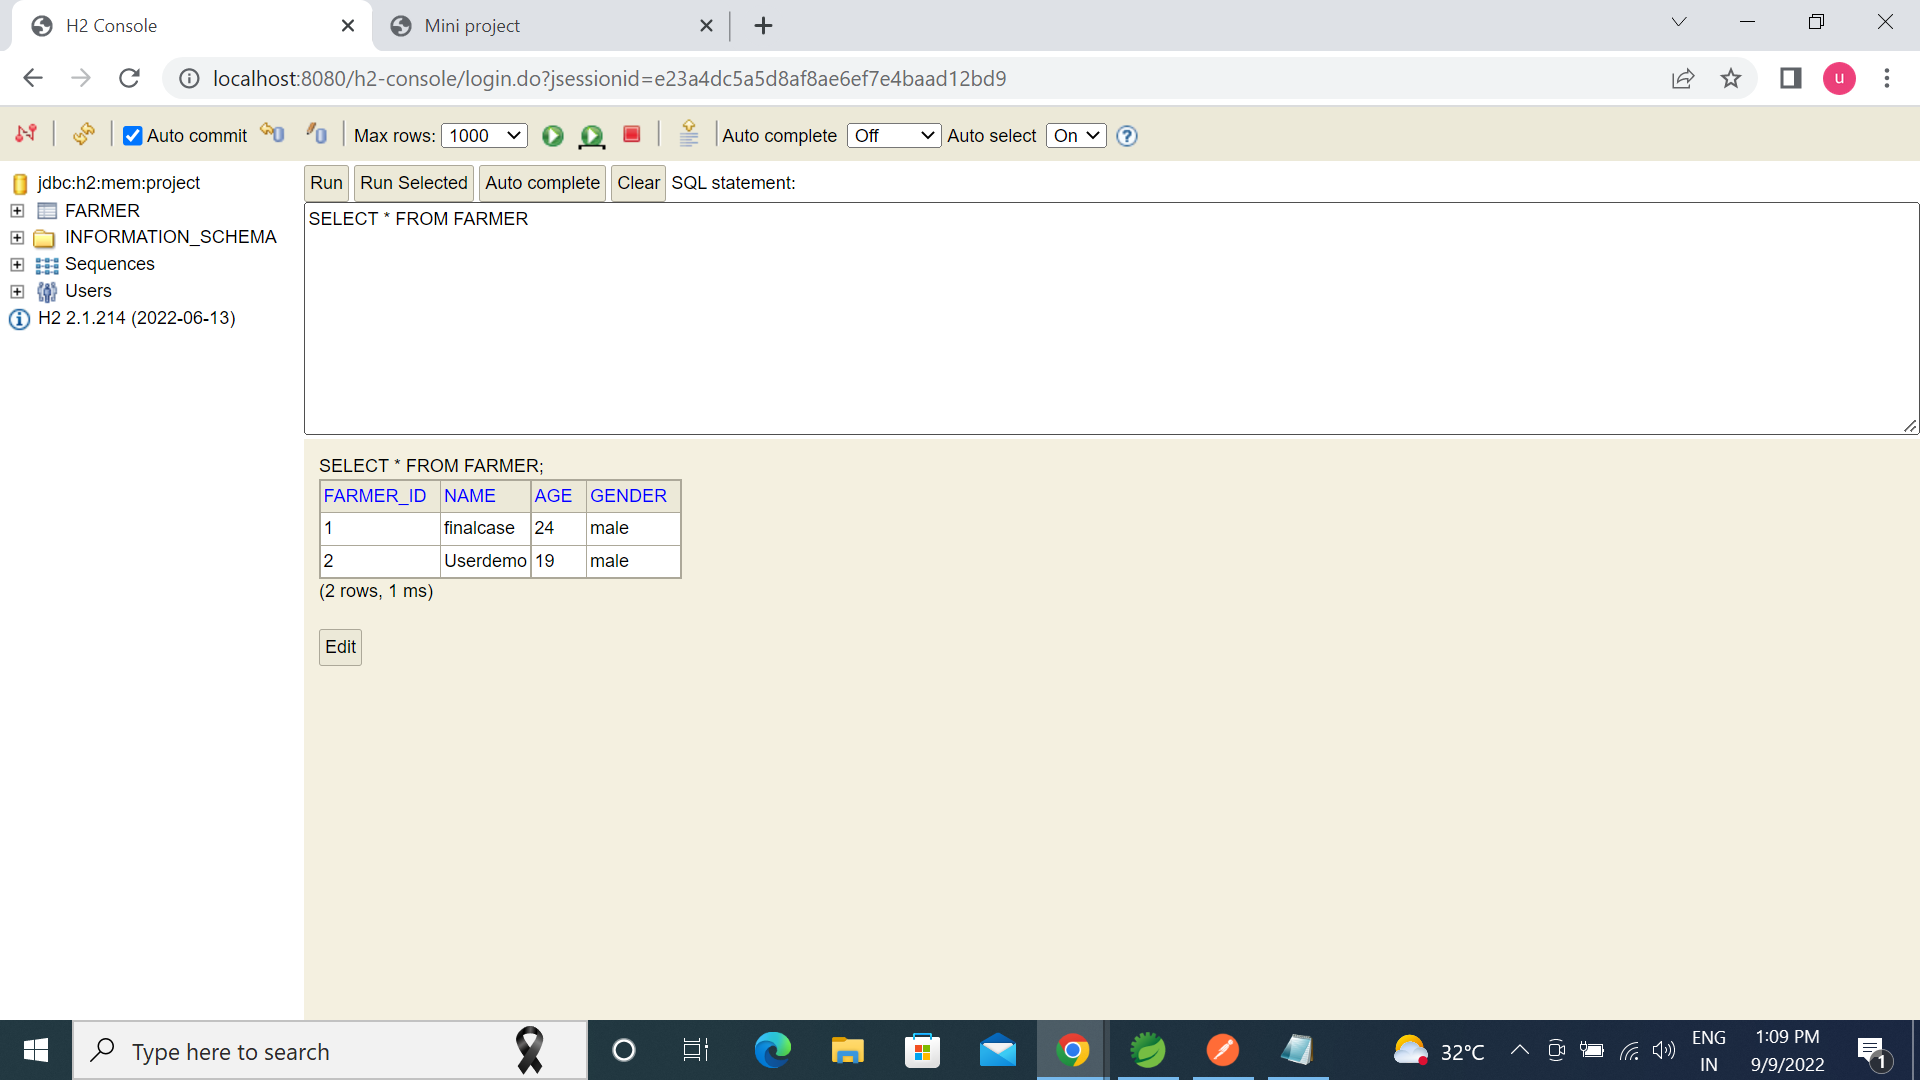 H2 Console
Mini project
localhost:8080/h2-console/login.do?jsessionid=e23a4dc5a5d8af8ae6ef7e4baad12bd9
u
Auto commit
Max rows: 1000
Auto complete Off
Auto select On
jdbc:h2:mem:project
FARMER
INFORMATION_SCHEMA
Sequences
Users
H2 2.1.214 (2022-06-13)
Run Run Selected Auto complete Clear SQL statement:
SELECT * FROM FARMER
SELECT * FROM FARMER;
FARMER_ID NAME AGE GENDER
1 finalcase 24 male
2 Userdemo 19 male
(2 rows, 1 ms)
Edit
Type here to search
32°C
ENG
IN
1:09 PM
9/9/2022
1